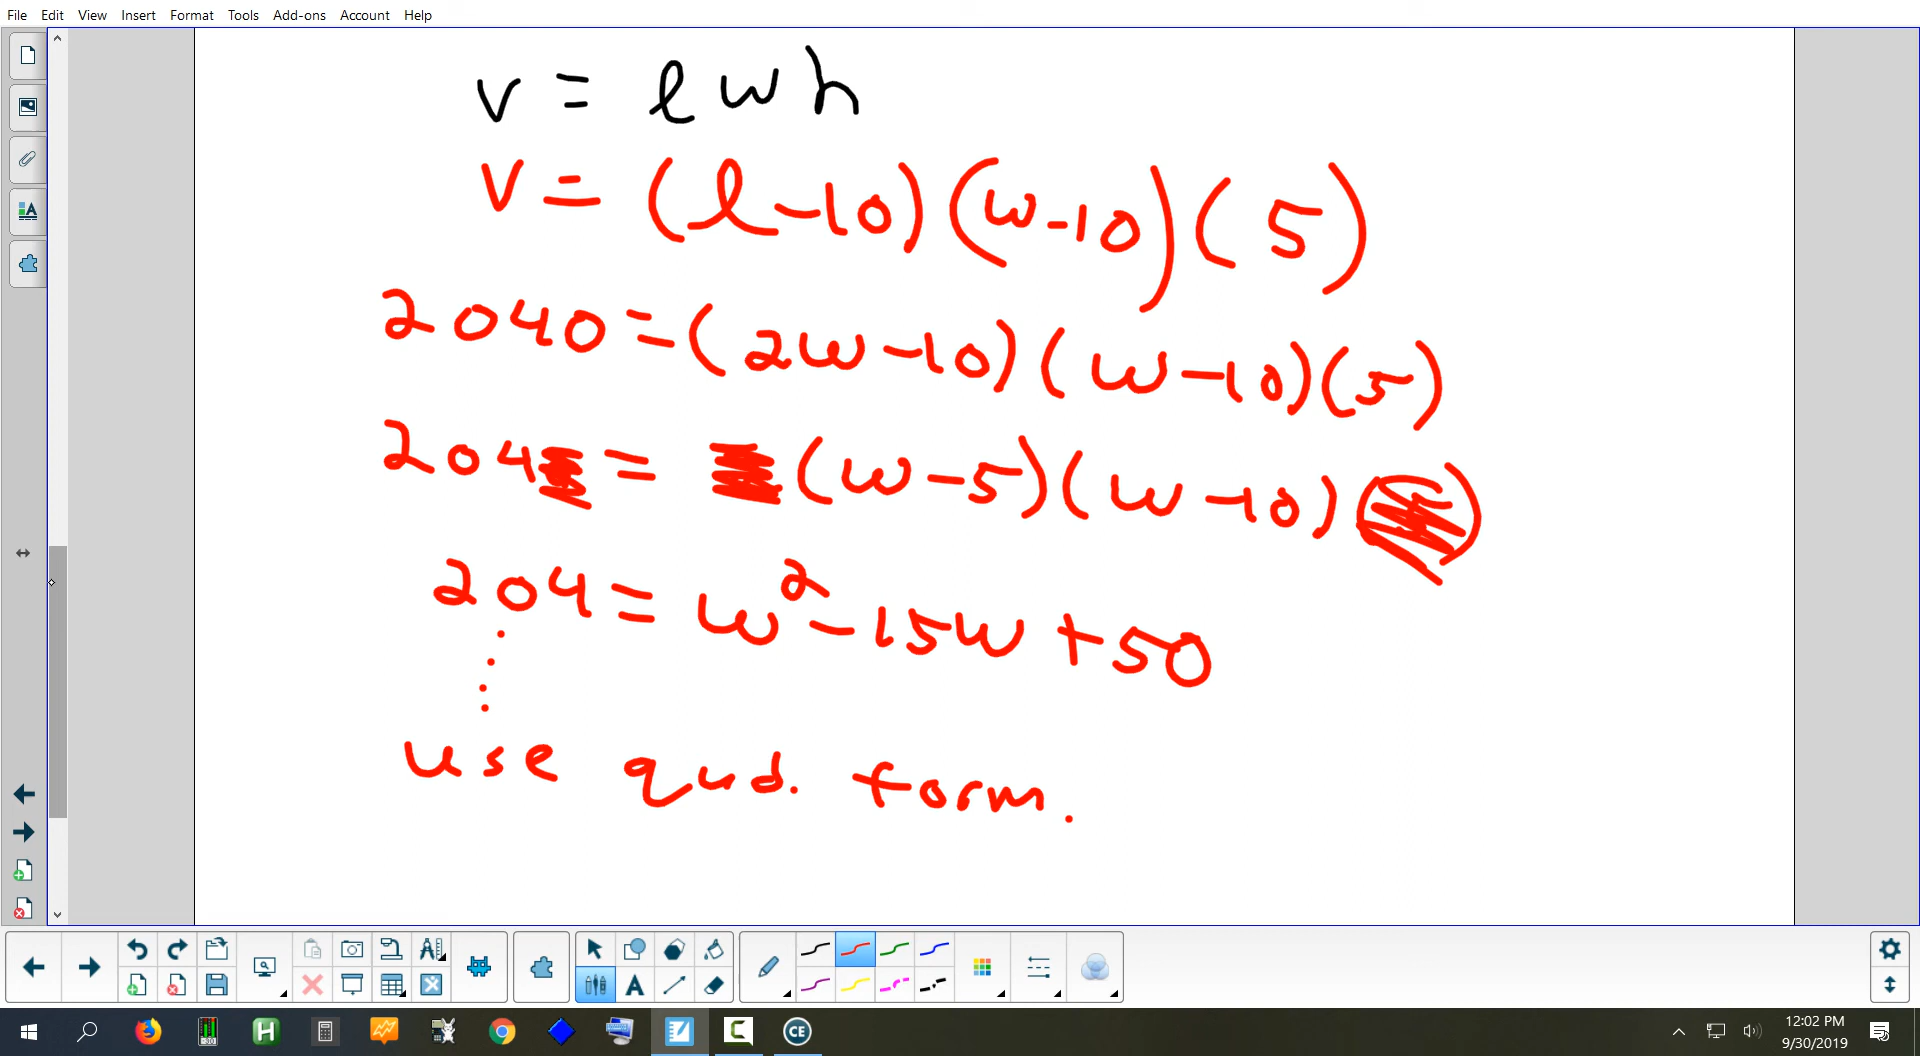 File Edit View Insert Format Tools Add-ons Account Help
v = l w h
V = (l - 10) (w - 10) (5)
2040 = (2w - 10) (w - 10) (5)
204 = (w - 5) (w - 10)
204 = w² - 15w + 50
use qud. form.
12:02 PM
9/30/2019